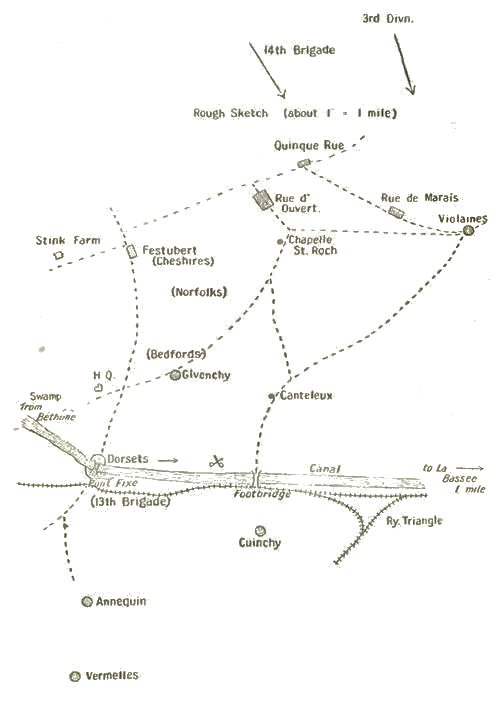 3rd Divn.
14th Brigade
Rough Sketch (about 1" = 1 mile)
Quinque Rue
Rue d'
Ouvert.
Rue de Marais
Violaines
Stink Farm
Festubert
(Cheshires)
Chapelle
St. Roch
(Norfolks)
(Bedfords)
Givenchy
H Q.
Canteleux
Swamp
from
Béthune
Dorsets
Canal
to La
Bassee
1 mile
Pont Fixe
(13th Brigade)
Footbridge
Ry. Triangle
Cuinchy
Annequin
Vermelles